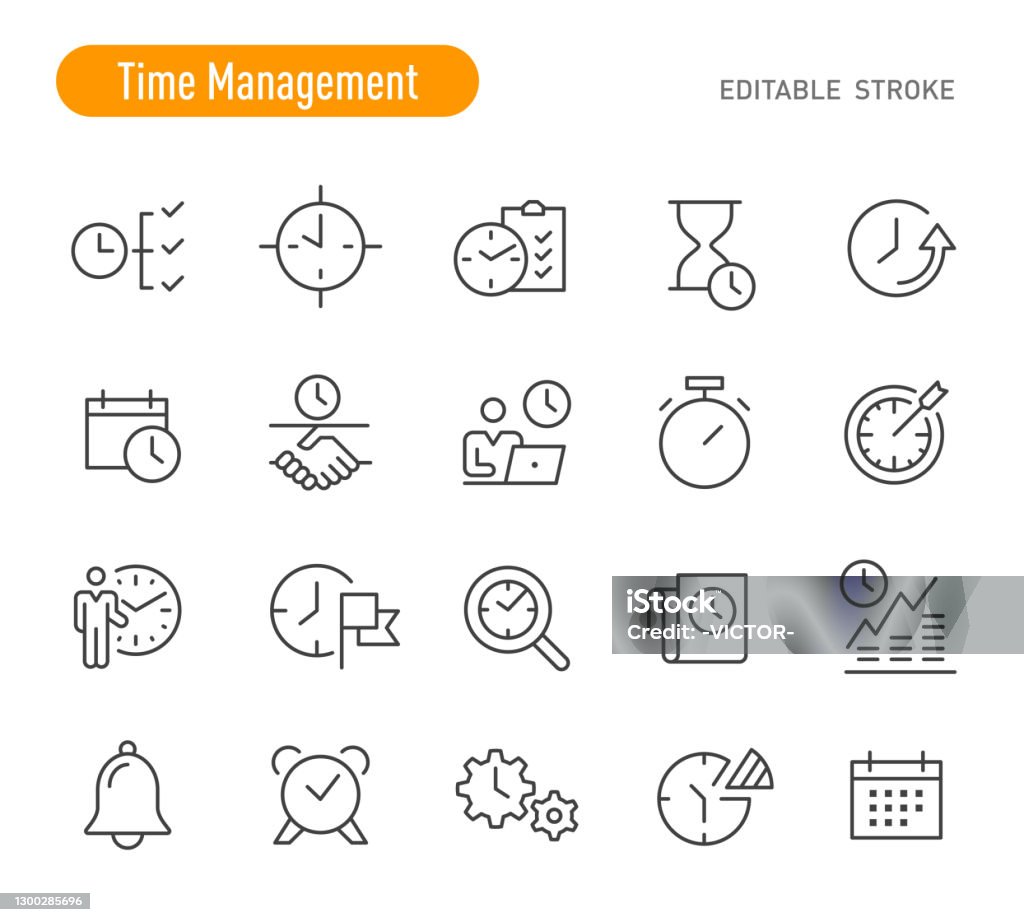 Time Management
EDITABLE STROKE
iStock
Credit: -VICTOR-
1300285696